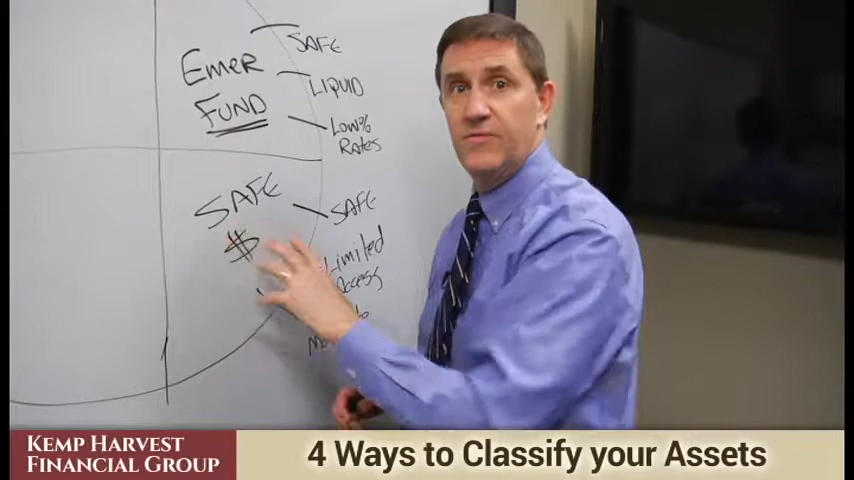 Emer
FUND
SAFE
LIQUID
Low%
Rates
SAFE
$
SAFE
Limited
Access
KEMP HARVEST
FINANCIAL GROUP
4 Ways to Classify your Assets